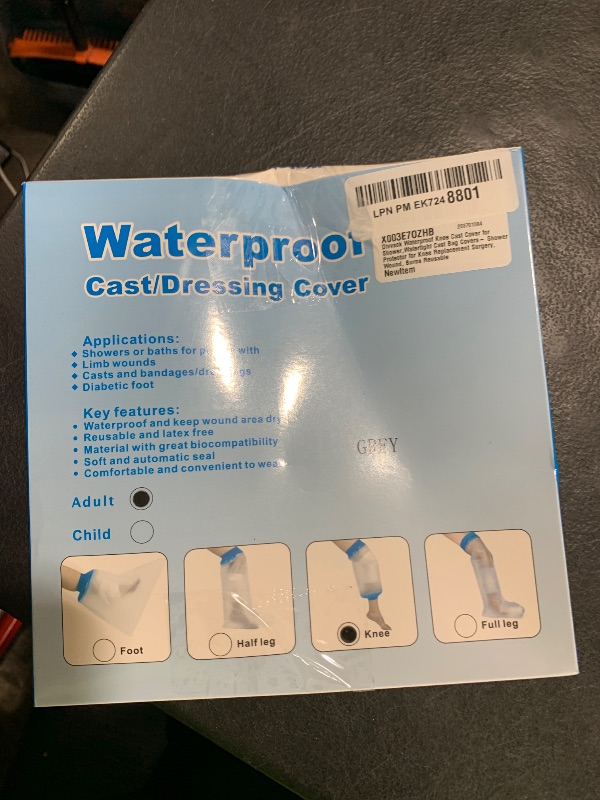 LPN PM EK724 8801
X003E7OZHB
Divnsok Waterproof Knee Cast Cover for
Shower,Watertight Cast Bag Covers – Shower
Protector for Knee Replacement Surgery,
Wound, Burns Reusable
NewItem
Waterproof
Cast/Dressing Cover
Applications:
Showers or baths for with
Limb wounds
Casts and bandages/
Diabetic foot
Key features:
Waterproof and keep wound area dry
Reusable and latex free
Material with great biocompatibility
Soft and automatic seal
Comfortable and convenient to wear
GREY
Adult
Child
Foot
Half leg
Knee
Full leg